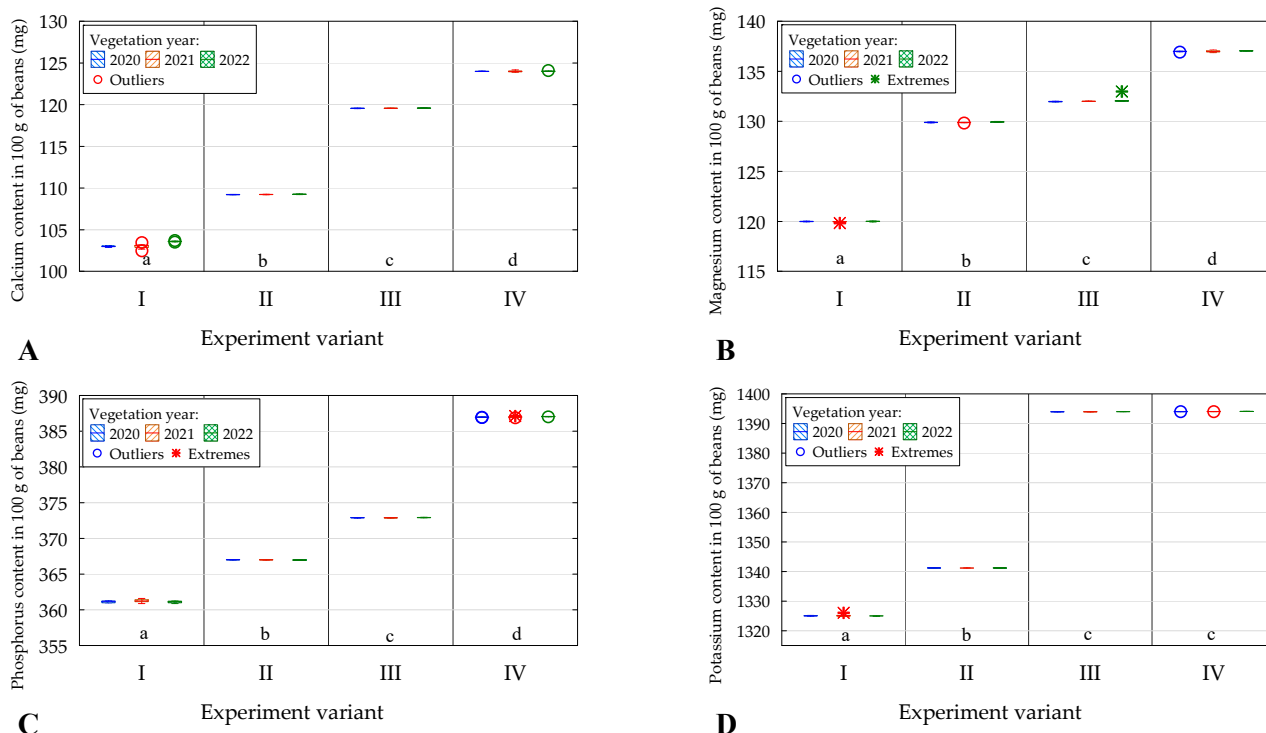 Calcium content in 100 g of beans (mg)
130
125
120
115
110
105
100
Vegetation year:
2020 2021 2022
Outliers
a b c d
I II III IV
Experiment variant
A
Magnesium content in 100 g of beans (mg)
140
135
130
125
120
115
Vegetation year:
2020 2021 2022
Outliers Extremes
a b c d
I II III IV
Experiment variant
B
Phosphorus content in 100 g of beans (mg)
390
385
380
375
370
365
360
355
Vegetation year:
2020 2021 2022
Outliers Extremes
a b c d
I II III IV
Experiment variant
C
Potassium content in 100 g of beans (mg)
1400
1390
1380
1370
1360
1350
1340
1330
1320
Vegetation year:
2020 2021 2022
Outliers Extremes
a b c c
I II III IV
Experiment variant
D